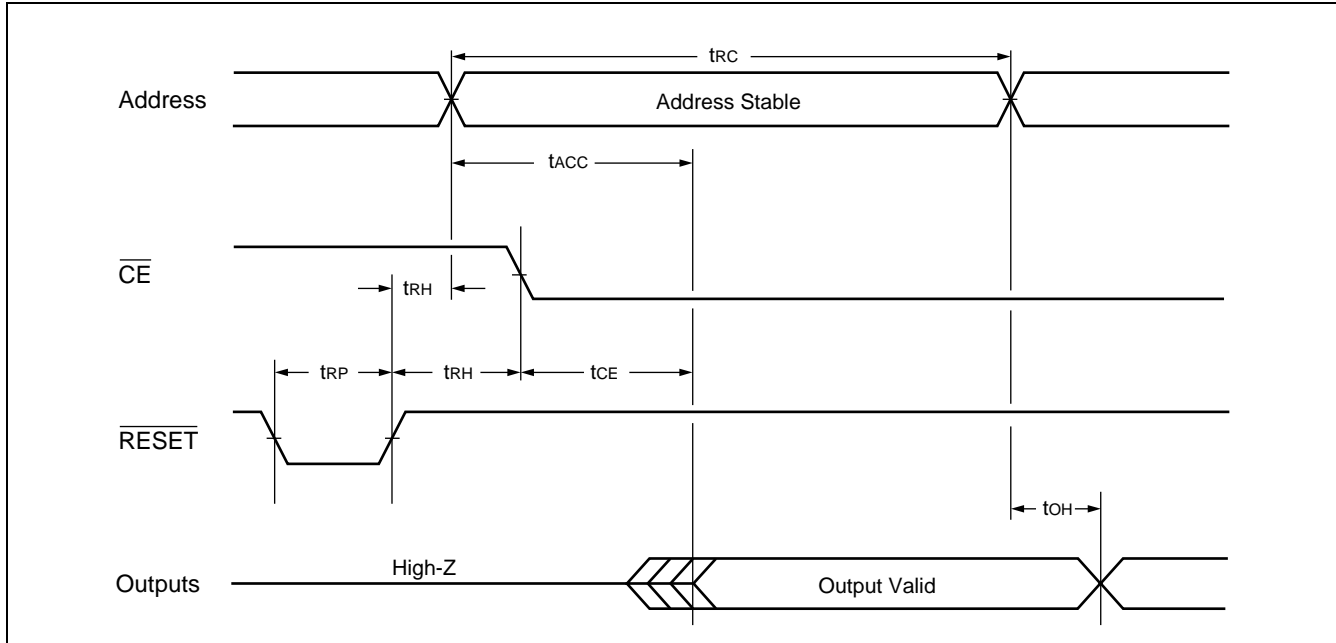 tRC
Address
Address Stable
tACC
CE
tRH
tRP
tRH
tCE
RESET
tOH
High-Z
Outputs
Output Valid